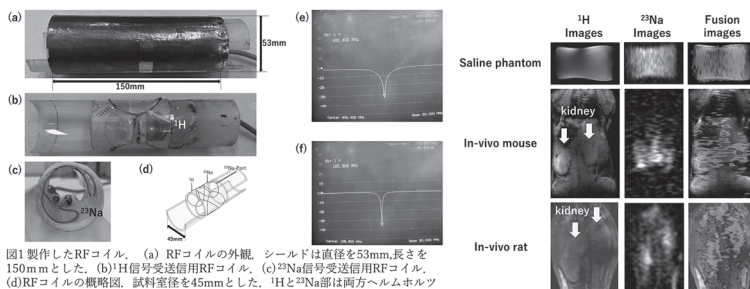 (a)
53mm
150mm
(b)
¹H
(c)
²³Na
(d)
¹H
²³Na
²³Na-Port
45mm
(e)
(f)
図1 製作したRFコイル. (a) RFコイルの外観. シールドは直径を53mm,長さを
150mmとした. (b)¹H信号受送信用RFコイル. (c)²³Na信号受送信用RFコイル.
(d)RFコイルの概略図. 試料室径を45mmとした. ¹Hと²³Na部は両方ヘルムホルツ
¹H
Images
²³Na
Images
Fusion
images
Saline phantom
kidney
In-vivo mouse
kidney
In-vivo rat